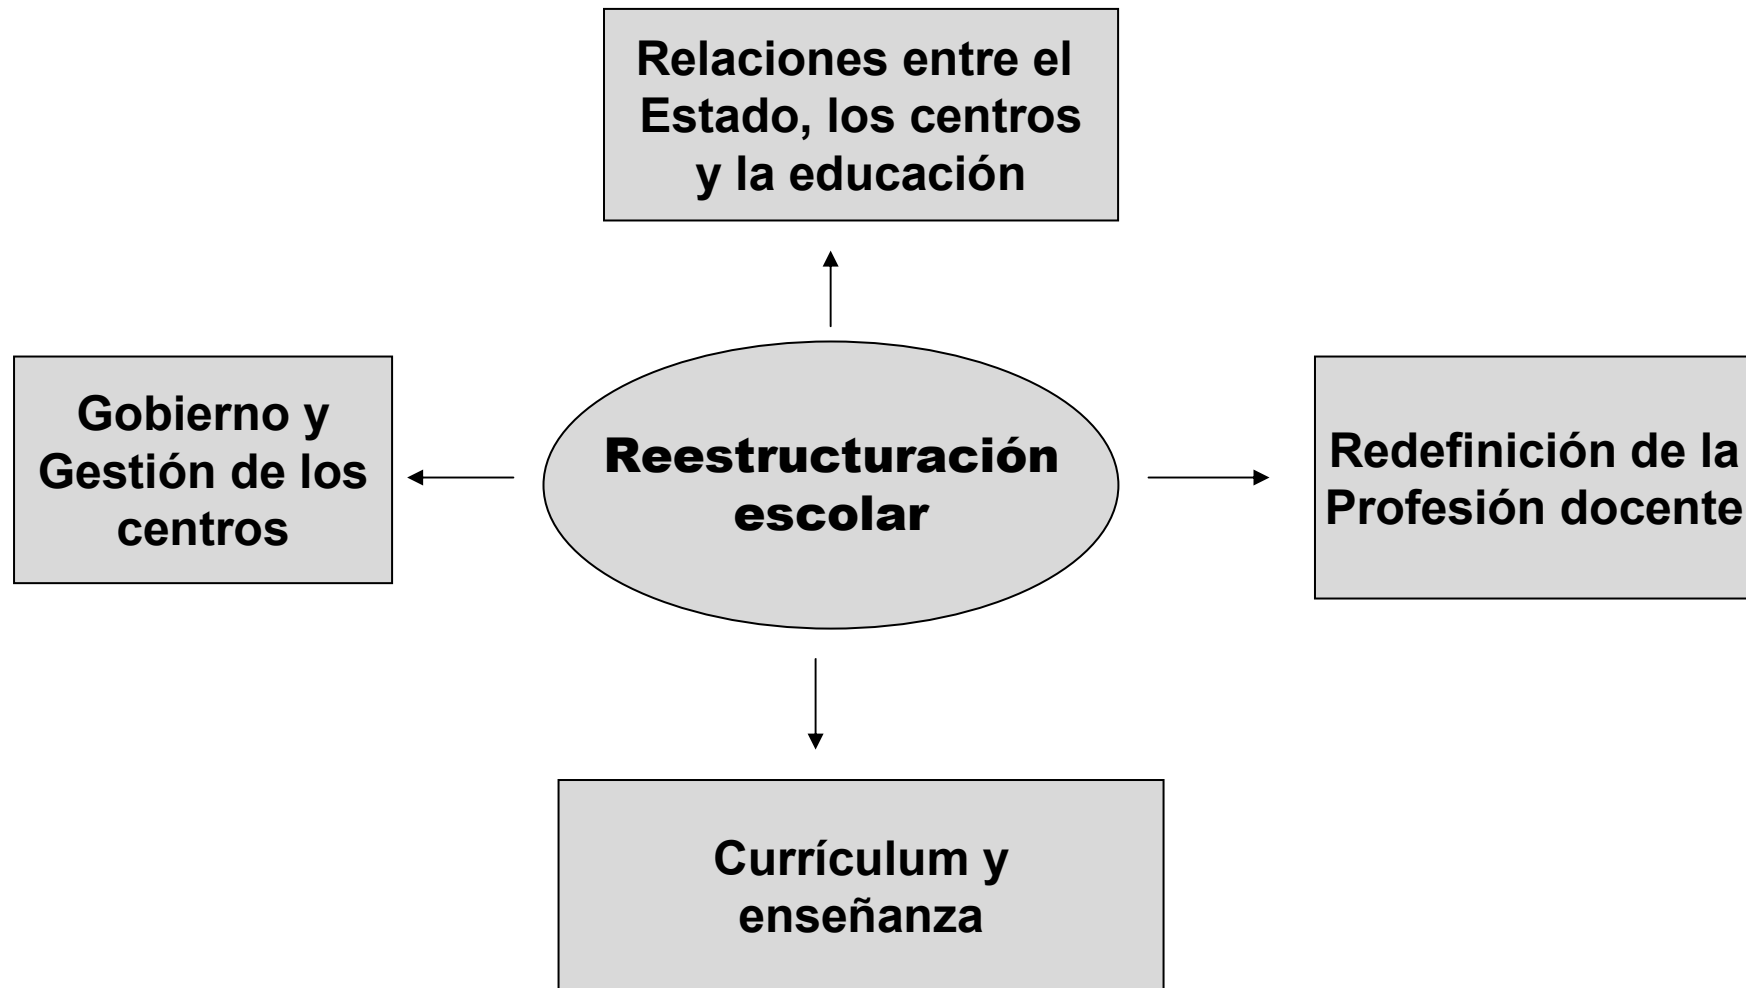 Relaciones entre el
Estado, los centros
y la educación
Gobierno y
Gestión de los
centros
Reestructuración
escolar
Redefinición de la
Profesión docente
Currículum y
enseñanza